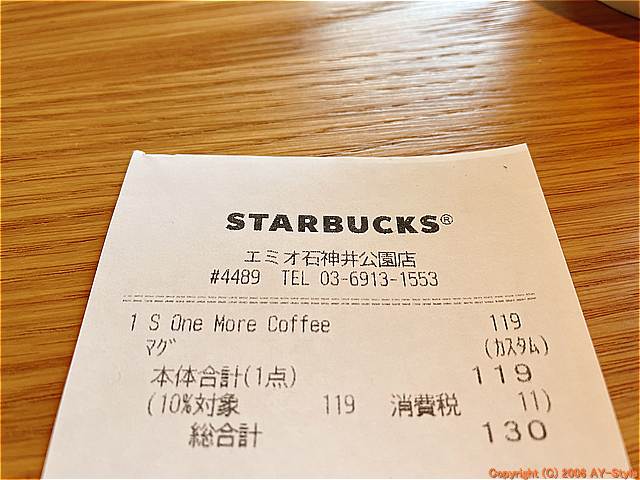 STARBUCKS®
エミオ石神井公園店
#4489 TEL 03-6913-1553
1 S One More Coffee 119
マグ (カスタム)
本体合計(1点) 119
(10%対象 119 消費税 11)
総合計 130
Copyright (C) 2006 AY-Style